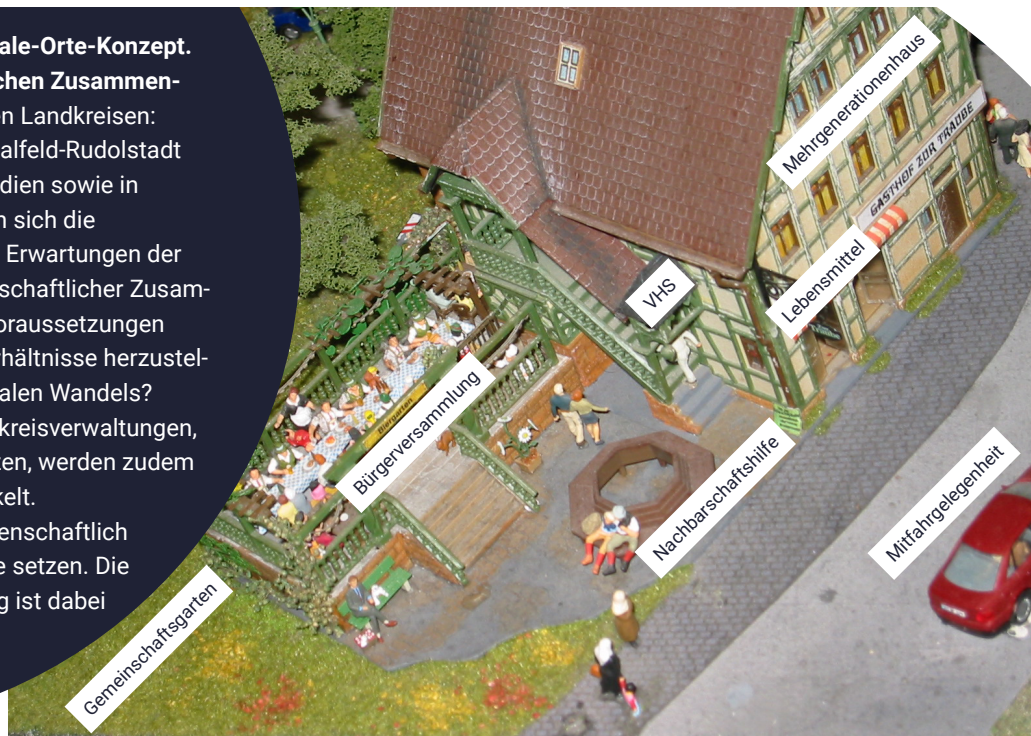 ale-Orte-Konzept.
chen Zusammen-
en Landkreisen:
alfeld-Rudolstadt
dien sowie in
n sich die
Erwartungen der
schaftlicher Zusam-
oraussetzungen
rhältnisse herzustel-
alen Wandels?
kreisverwaltungen,
ten, werden zudem
kelt.
enschaftlich
e setzen. Die
g ist dabei
Mehrgenerationenhaus
GASTHOF ZUR TRAUBE
Lebensmittel
VHS
Biergarten
Bürgerversammlung
Nachbarschaftshilfe
Mitfahrgelegenheit
Gemeinschaftsgarten